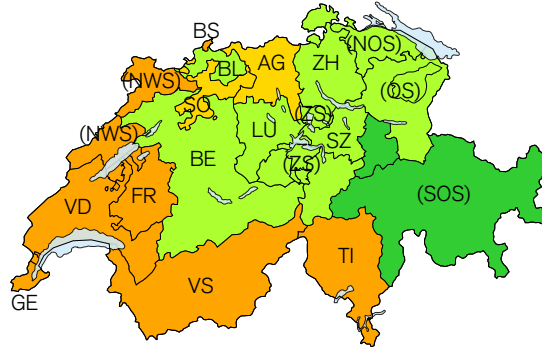 BS
(NWS)
BL
AG
ZH
(NOS)
SO
(OS)
(NWS)
LU
(ZS)
SZ
BE
(ZS)
FR
VD
(SOS)
TI
VS
GE